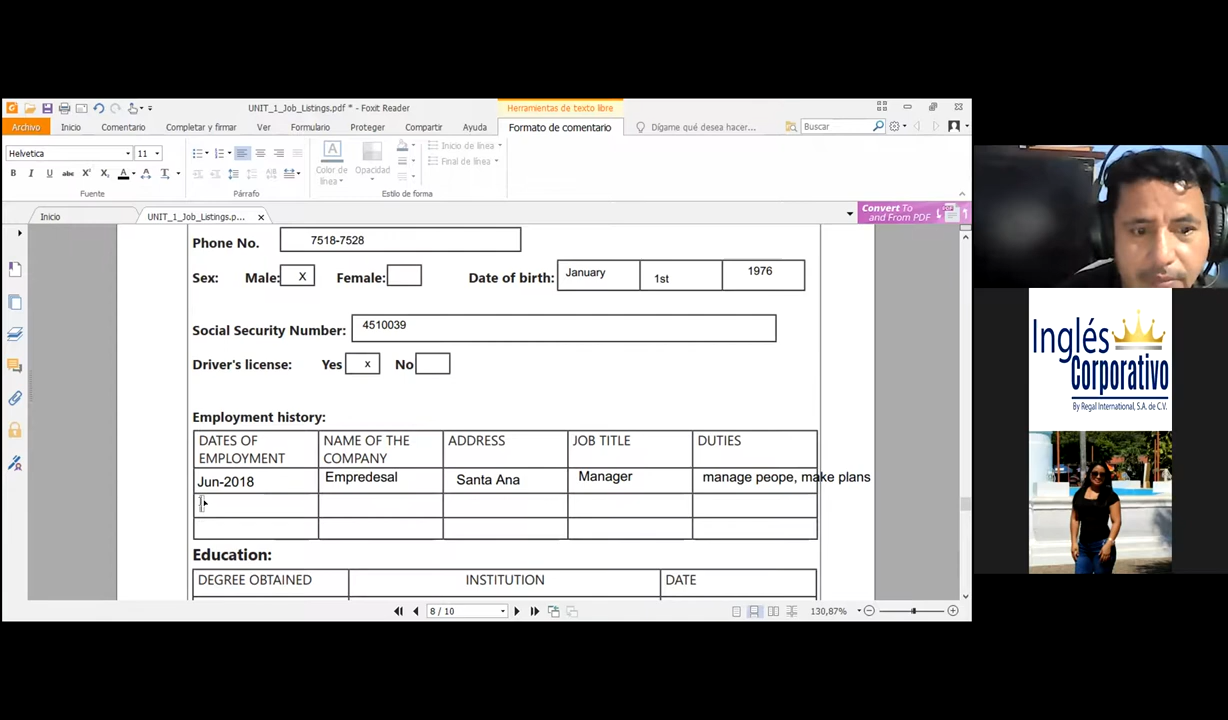 UNIT_1_Job_Listings.pdf * - Foxit Reader
Herramientas de texto libre
Archivo Inicio Comentario Completar y firmar Ver Formulario Proteger Compartir Ayuda Formato de comentario Dígame qué desea hacer... Buscar
Helvetica 11
Color de línea Opacidad
Inicio de línea
Final de línea
Fuente Párrafo Estilo de forma
Inicio UNIT_1_Job_Listings.p...
Convert To and From PDF
Phone No. 7518-7528
Sex: Male: X Female: Date of birth: January 1st 1976
Social Security Number: 4510039
Driver's license: Yes x No
Employment history:
DATES OF EMPLOYMENT NAME OF THE COMPANY ADDRESS JOB TITLE DUTIES
Jun-2018 Empredesal Santa Ana Manager manage peope, make plans
Education:
DEGREE OBTAINED INSTITUTION DATE
8 / 10 130,87%
Inglés
Corporativo
By Regal International, S.A. de C.V.